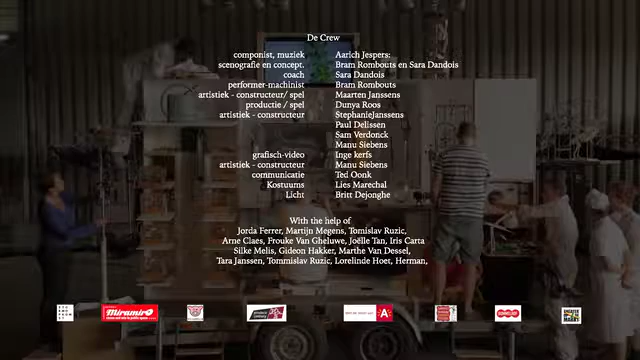 De Crew
componist, muziek Aarich Jespers:
scenografie en concept. Bram Rombouts en Sara Dandois
coach Sara Dandois
performer-machinist Bram Rombouts
artistiek - constructeur/ spel Maarten Janssens
productie / spel Dunya Roos
artistiek - constructeur StephanieJanssens
Paul Delissen
Sam Verdonck
Manu Siebens
grafisch-video Inge kerfs
artistiek - constructeur Manu Siebens
communicatie Ted Oonk
Kostuums Lies Marechal
Licht Britt Dejonghe
With the help of
Jorda Ferrer, Martijn Megens, Tomislav Ruzic,
Arne Claes, Frouke Van Gheluwe, Joëlle Tan, Iris Carta
Silke Melis, Gideon Hakker, Marthe Van Dessel,
Tara Janssen, Tommislav Ruzic, Lorelinde Hoet, Herman,
Miramiro
A